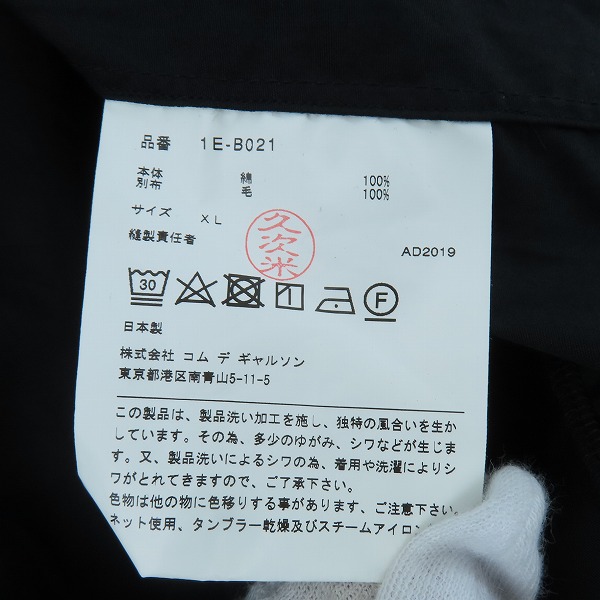 品番 1E-B021
本体 綿 100%
別布 毛 100%
サイズ XL
縫製責任者 久次米
AD2019
30 F
日本製
株式会社 コム デ ギャルソン
東京都港区南青山5-11-5
この製品は、製品洗い加工を施し、独特の風合いを生か
しています。その為、多少のゆがみ、シワなどが生じま
す。又、製品洗いによるシワの為、着用や洗濯によりシ
ワがとれてきますので、ご了承下さい。
色物は他の物に色移りする事があります、ご注意下さい。
ネット使用、タンブラー乾燥及びスチームアイロン